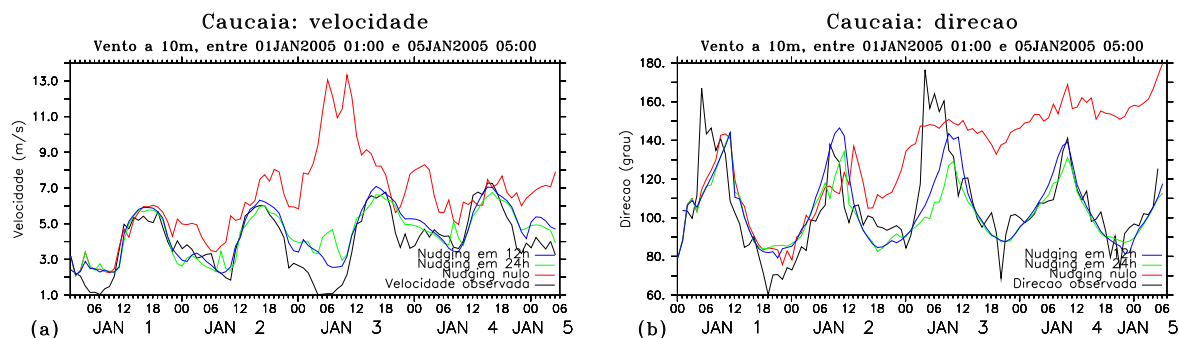 Caucaia: velocidade
Vento a 10m, entre 01JAN2005 01:00 e 05JAN2005 05:00
13.0
11.0
9.0
7.0
5.0
3.0
1.0
Velocidade (m/s)
Nudging em 12h
Nudging em 24h
Nudging nulo
Velocidade observada
06 12 18 00 06 12 18 00 06 12 18 00 06 12 18 00 06
JAN 1 JAN 2 JAN 3 JAN 4 JAN 5
(a)
Caucaia: direcao
Vento a 10m, entre 01JAN2005 01:00 e 05JAN2005 05:00
180.
160.
140.
120.
100.
80.
60.
Direcao (grau)
Nudging em 12h
Nudging em 24h
Nudging nulo
Direcao observada
00 06 12 18 00 06 12 18 00 06 12 18 00 06 12 18 00 06
JAN 1 JAN 2 JAN 3 JAN 4 JAN 5
(b)